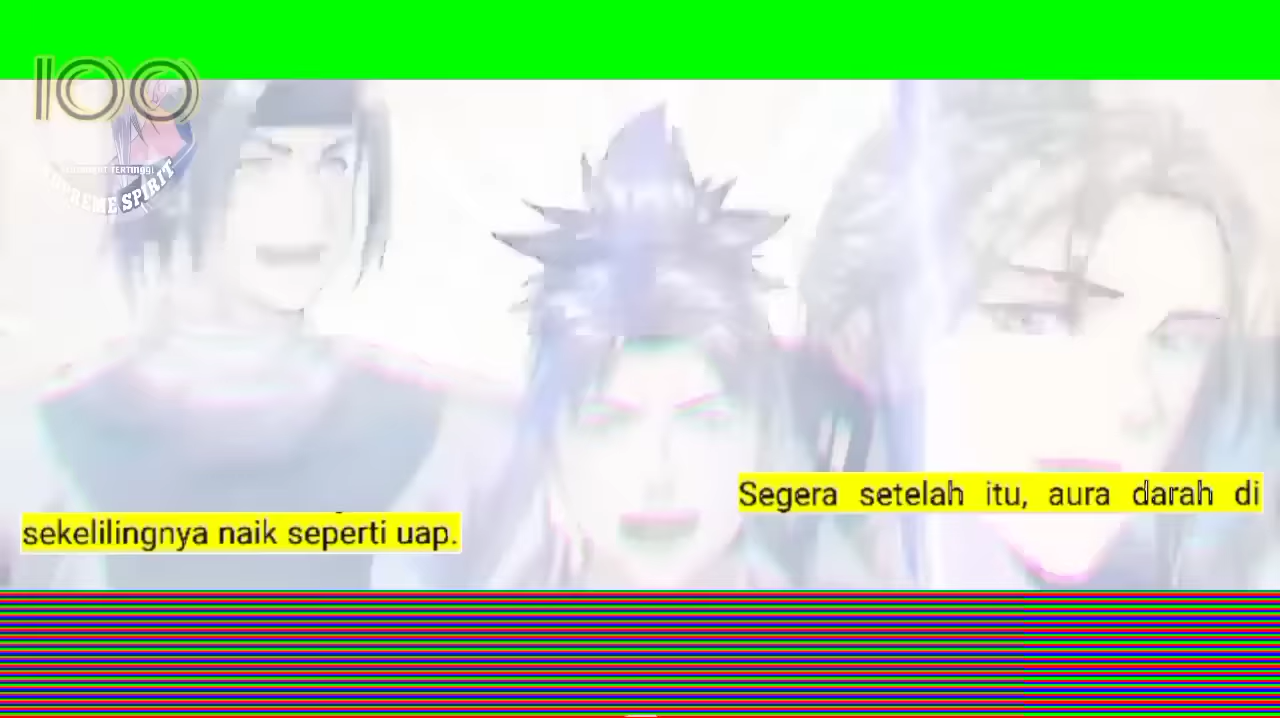 100
SUPREME SPIRIT
Segera setelah itu, aura darah di
sekelilingnya naik seperti uap.